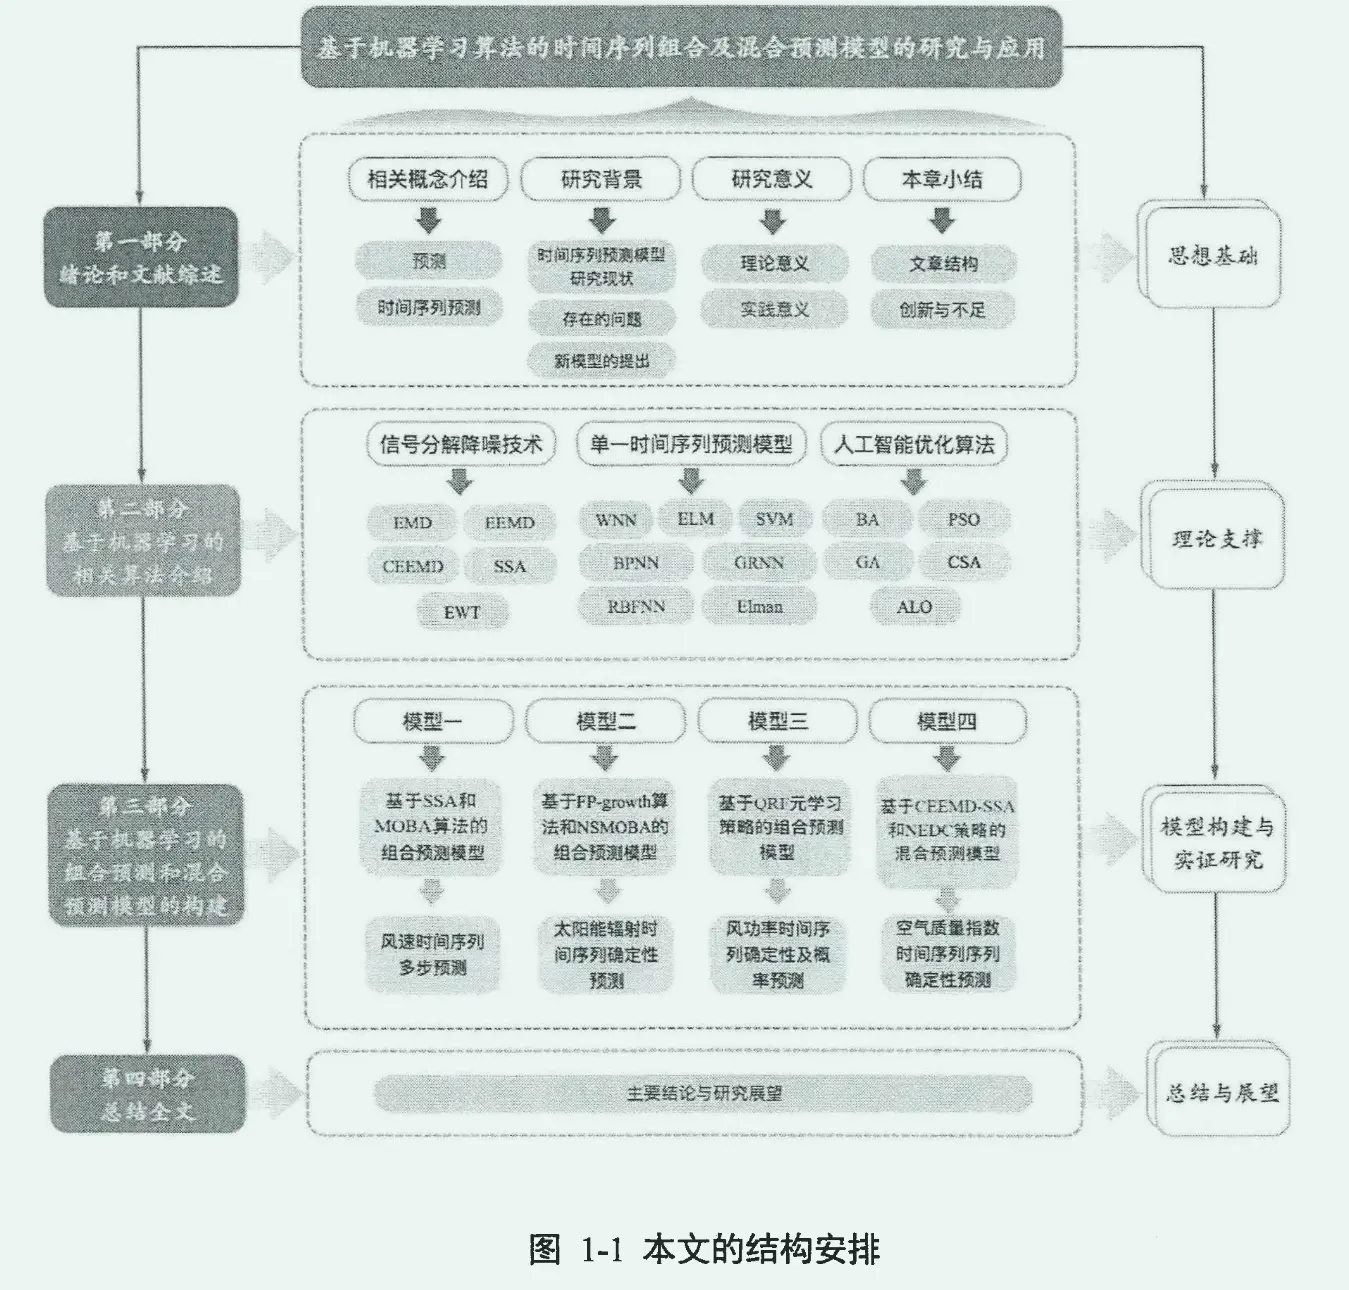 基于机器学习算法的时间序列组合及混合预测模型的研究与应用
第一部分
绪论和文献综述
相关概念介绍
预测
时间序列预测
研究背景
时间序列预测模型
研究现状
存在的问题
新模型的提出
研究意义
理论意义
实践意义
本章小结
文章结构
创新与不足
思想基础
第二部分
基于机器学习的
相关算法介绍
信号分解降噪技术
EMD
EEMD
CEEMD
SSA
EWT
单一时间序列预测模型
WNN
ELM
SVM
BPNN
GRNN
RBFNN
Elman
人工智能优化算法
BA
PSO
GA
CSA
ALO
理论支撑
第三部分
基于机器学习的
组合预测和混合
预测模型的构建
模型一
基于SSA和
MOBA算法的
组合预测模型
风速时间序列
多步预测
模型二
基于FP-growth算
法和NSMOBA的
组合预测模型
太阳能辐射时
间序列确定性
预测
模型三
基于QRF元学习
策略的组合预测
模型
风功率时间序
列确定性及概
率预测
模型四
基于CEEMD-SSA
和NEDC策略的
混合预测模型
空气质量指数
时间序列序列
确定性预测
模型构建与
实证研究
第四部分
总结全文
主要结论与研究展望
总结与展望
图 1-1 本文的结构安排